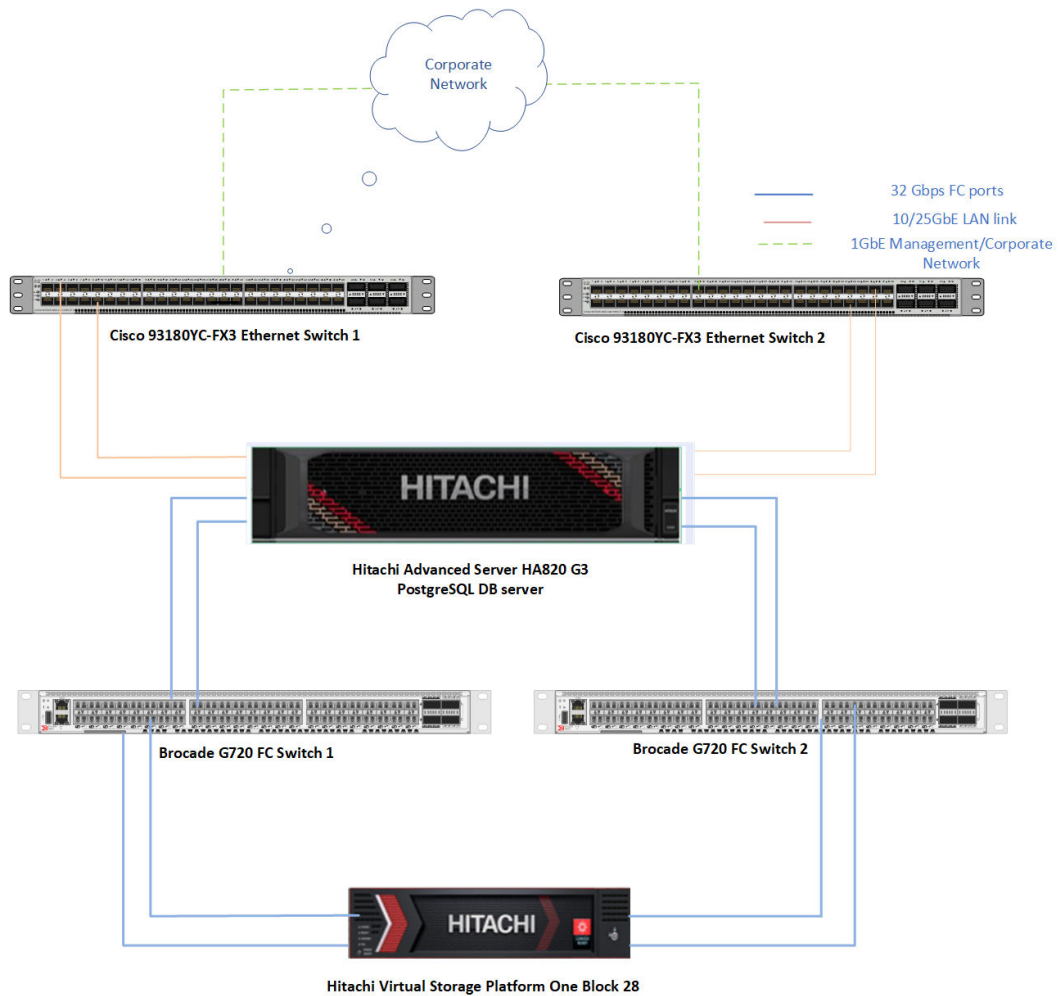 Corporate
Network
32 Gbps FC ports
10/25GbE LAN link
1GbE Management/Corporate
Network
Cisco 93180YC-FX3 Ethernet Switch 1
Cisco 93180YC-FX3 Ethernet Switch 2
HITACHI
Hitachi Advanced Server HA820 G3
PostgreSQL DB server
Brocade G720 FC Switch 1
Brocade G720 FC Switch 2
HITACHI
Hitachi Virtual Storage Platform One Block 28